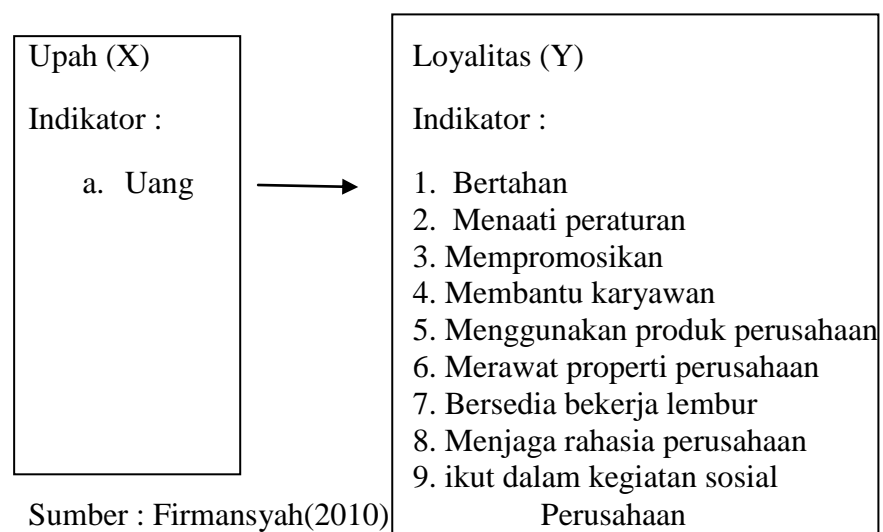 Upah (X)
Indikator :
a. Uang
Loyalitas (Y)
Indikator :
1. Bertahan
2. Menaati peraturan
3. Mempromosikan
4. Membantu karyawan
5. Menggunakan produk perusahaan
6. Merawat properti perusahaan
7. Bersedia bekerja lembur
8. Menjaga rahasia perusahaan
9. ikut dalam kegiatan sosial
Perusahaan
Sumber : Firmansyah(2010)